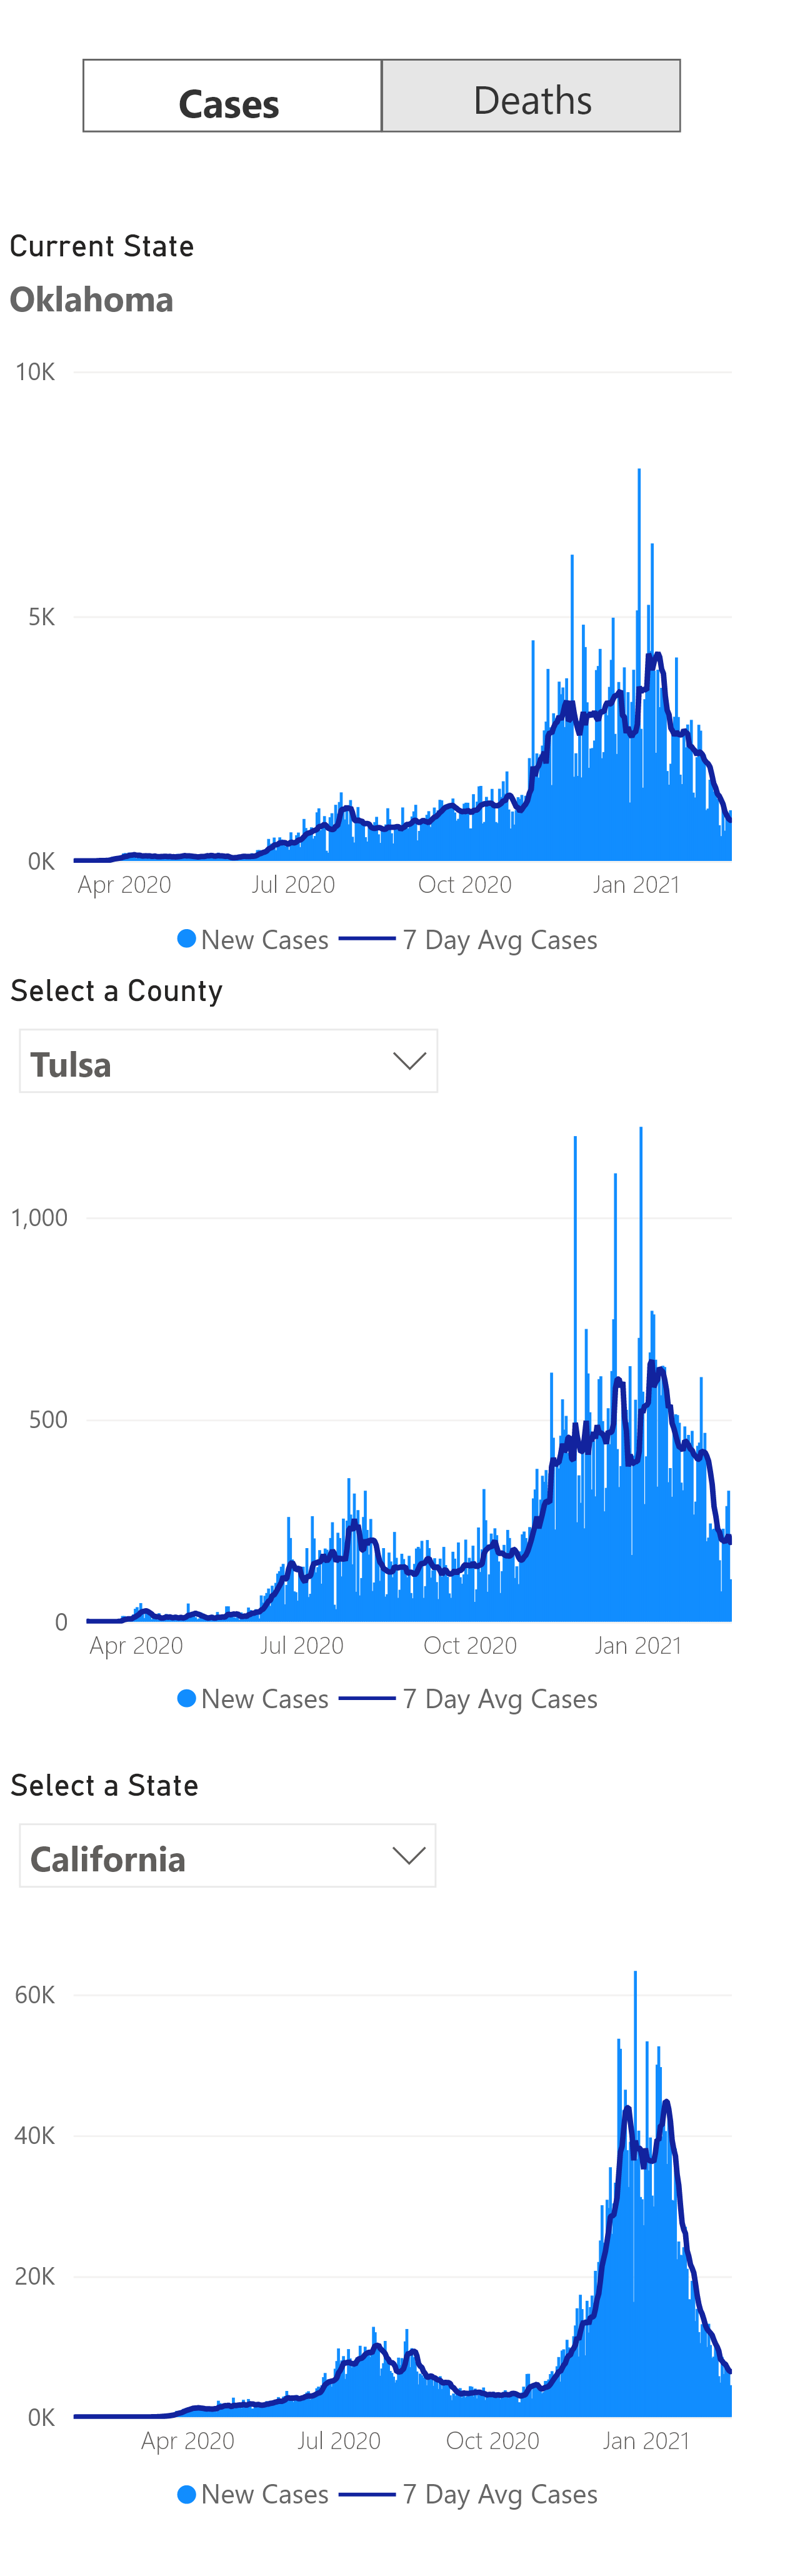 Cases Deaths
Current State
Oklahoma
10K
5K
0K
Apr 2020 Jul 2020 Oct 2020 Jan 2021
New Cases 7 Day Avg Cases
Select a County
Tulsa
1,000
500
0
Apr 2020 Jul 2020 Oct 2020 Jan 2021
New Cases 7 Day Avg Cases
Select a State
California
60K
40K
20K
0K
Apr 2020 Jul 2020 Oct 2020 Jan 2021
New Cases 7 Day Avg Cases